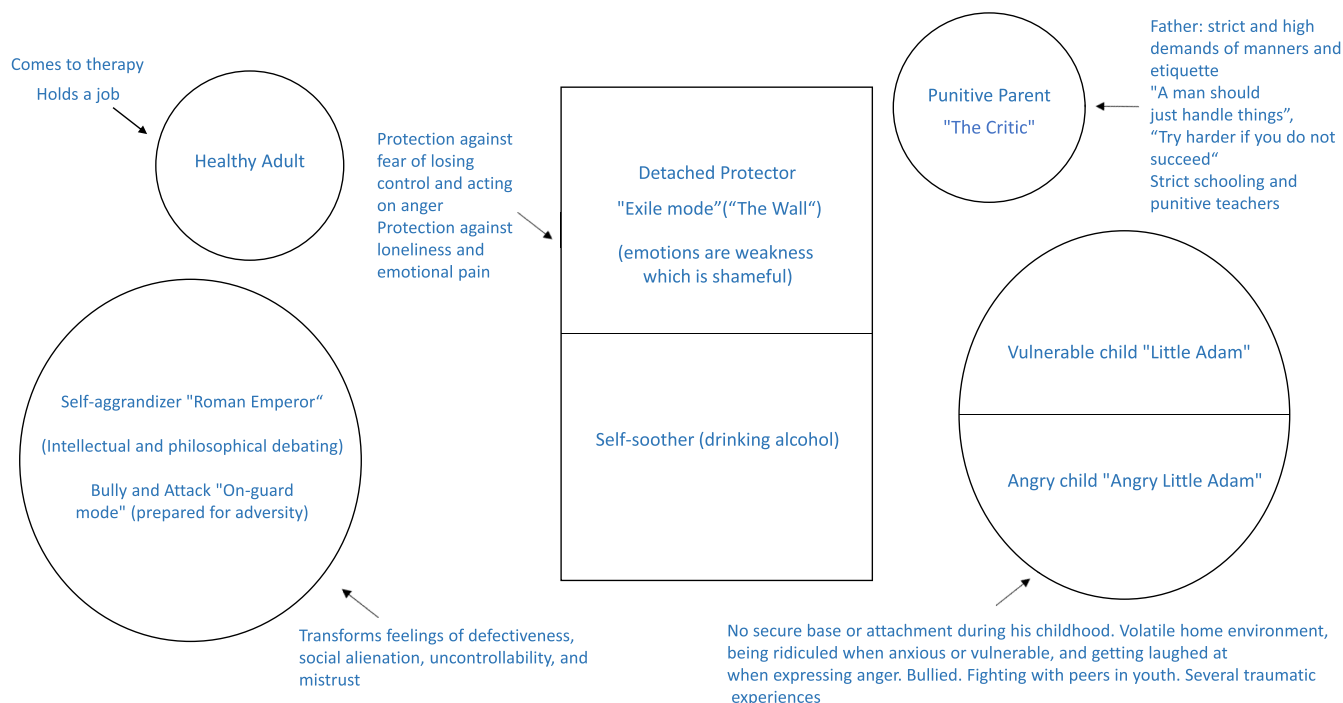 Comes to therapy
Holds a job
Healthy Adult
Protection against
fear of losing
control and acting
on anger
Protection against
loneliness and
emotional pain
Detached Protector
"Exile mode”(“The Wall“)
(emotions are weakness
which is shameful)
Self-soother (drinking alcohol)
Punitive Parent
"The Critic"
Father: strict and high
demands of manners and
etiquette
"A man should
just handle things”,
“Try harder if you do not
succeed“
Strict schooling and
punitive teachers
Self-aggrandizer "Roman Emperor“
(Intellectual and philosophical debating)
Bully and Attack "On-guard
mode" (prepared for adversity)
Transforms feelings of defectiveness,
social alienation, uncontrollability, and
mistrust
Vulnerable child "Little Adam"
Angry child "Angry Little Adam"
No secure base or attachment during his childhood. Volatile home environment,
being ridiculed when anxious or vulnerable, and getting laughed at
when expressing anger. Bullied. Fighting with peers in youth. Several traumatic
experiences